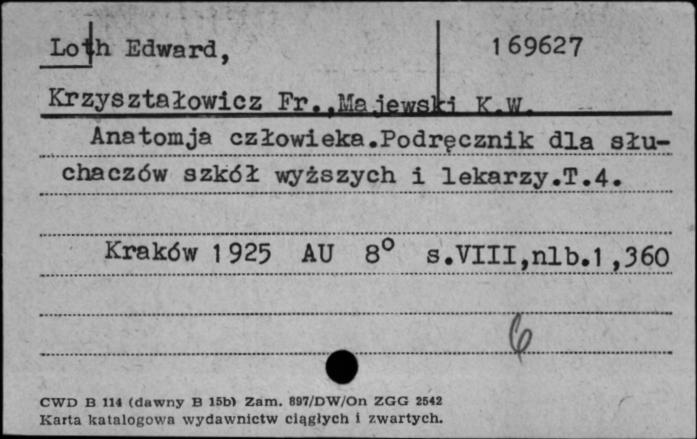 Loth Edward,
169627
Krzyształowicz Fr.,Majewski K.W.
Anatomja człowieka.Podręcznik dla słu-
chaczów szkół wyższych i lekarzy.T.4.
Kraków 1925 AU 8° s.VIII,nlb.1,360
6
CWD B 114 (dawny B 15b) Zam. 897/DW/On ZGG 2542
Karta katalogowa wydawnictw ciągłych i zwartych.